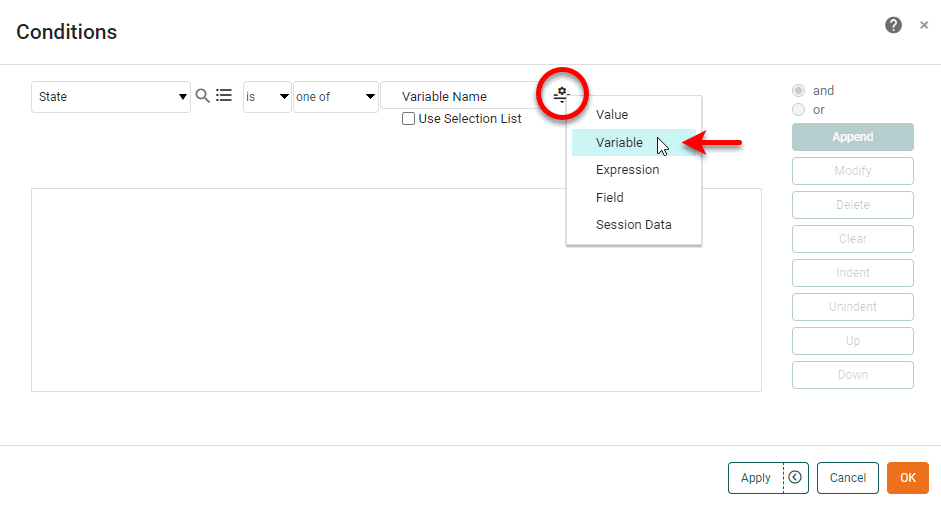 Conditions
State
is
one of
Variable Name
Use Selection List
Value
Variable
Expression
Field
Session Data
and
or
Append
Modify
Delete
Clear
Indent
Unindent
Up
Down
Apply
Cancel
OK